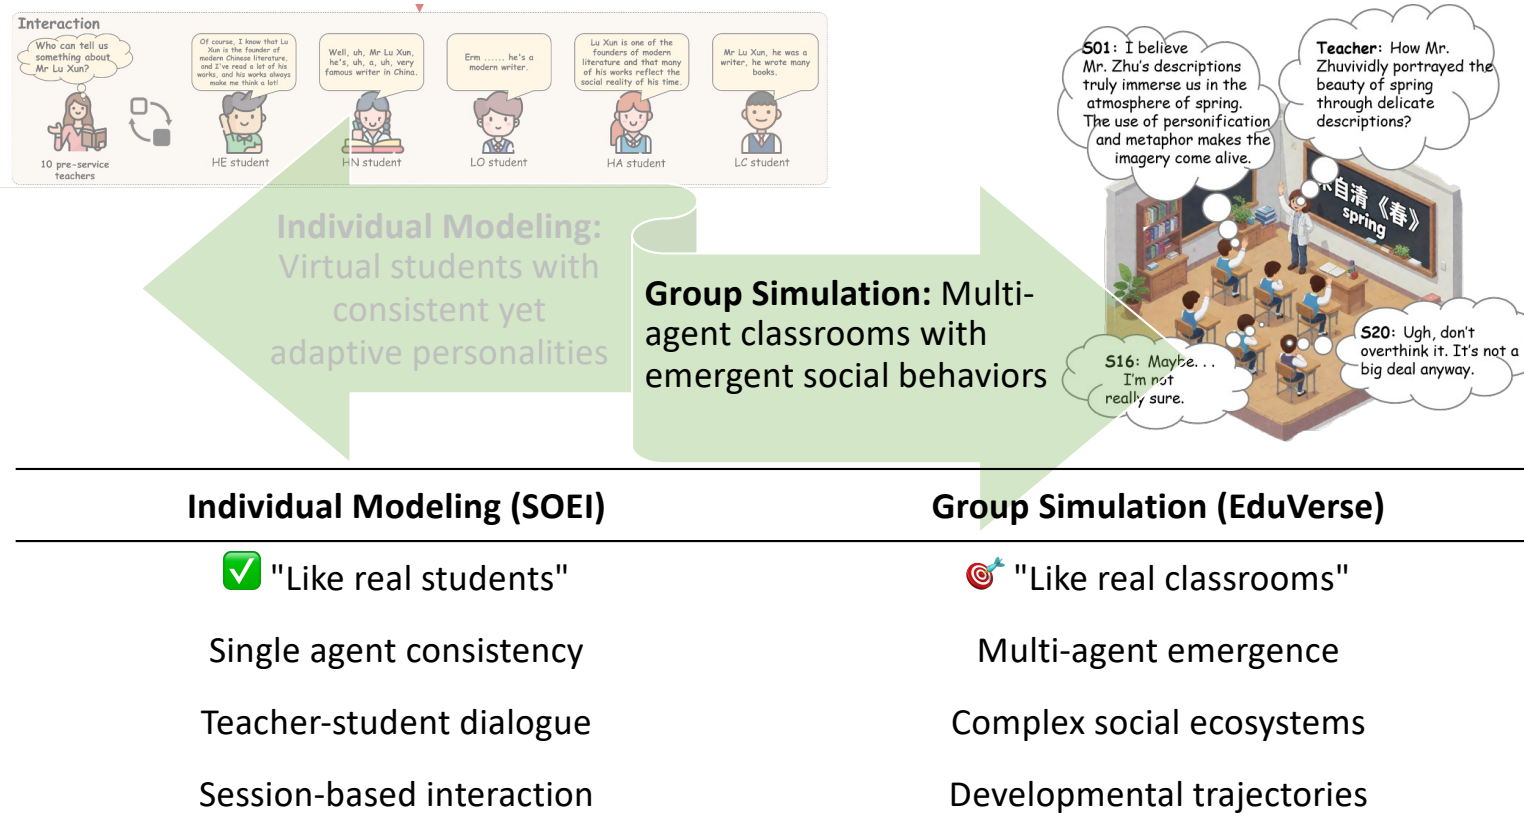 Interaction
Who can tell us
something about
Mr Lu Xun?
10 pre-service
teachers
Of course, I know that Lu
Xun is the founder of
modern Chinese literature,
and I've read a lot of his
works, and his works always
make me think a lot!
HE student
Well, uh, Mr Lu Xun,
he's, uh, a, uh, very
famous writer in China.
HN student
Erm ...... he's a
modern writer.
LO student
Lu Xun is one of the
founders of modern
literature and that many
of his works reflect the
social reality of his time.
HA student
Mr Lu Xun, he was a
writer, he wrote many
books.
LC student
S01: I believe
Mr. Zhu's descriptions
truly immerse us in the
atmosphere of spring.
The use of personification
and metaphor makes the
imagery come alive.
Teacher: How Mr.
Zhuvividly portrayed the
beauty of spring
through delicate
descriptions?
自清《春》
spring
S16: Maybe...
I'm not
really sure.
S20: Ugh, don't
overthink it. It's not a
big deal anyway.
Individual Modeling:
Virtual students with
consistent yet
adaptive personalities
Group Simulation: Multi-
agent classrooms with
emergent social behaviors
Individual Modeling (SOEI)
Group Simulation (EduVerse)
✅ "Like real students"
🎯 "Like real classrooms"
Single agent consistency
Multi-agent emergence
Teacher-student dialogue
Complex social ecosystems
Session-based interaction
Developmental trajectories